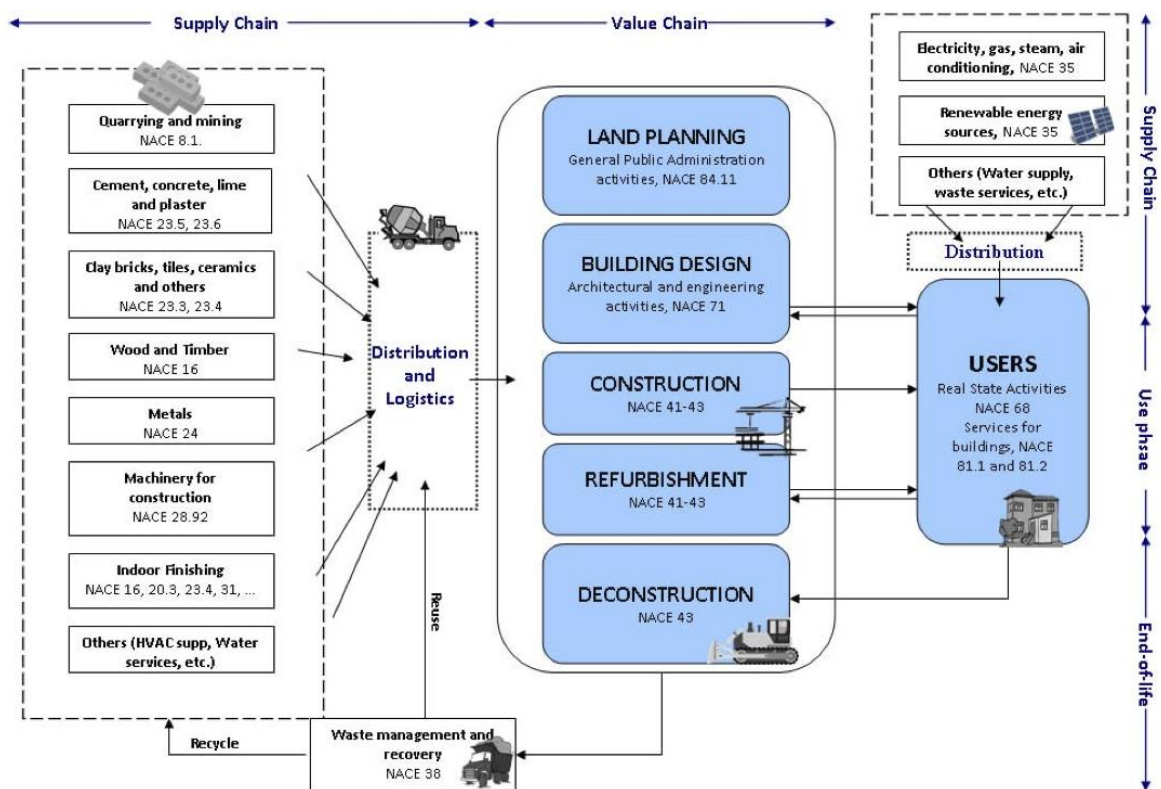 Supply Chain
Value Chain
Quarrying and mining
NACE 8.1.
Cement, concrete, lime
and plaster
NACE 23.5, 23.6
Clay bricks, tiles, ceramics
and others
NACE 23.3, 23.4
Wood and Timber
NACE 16
Metals
NACE 24
Machinery for
construction
NACE 28.92
Indoor Finishing
NACE 16, 20.3, 23.4, 31, ...
Others (HVAC supp, Water
services, etc.)
Distribution
and
Logistics
Reuse
Recycle
Waste management and
recovery
NACE 38
LAND PLANNING
General Public Administration
activities, NACE 84.11
BUILDING DESIGN
Architectural and engineering
activities, NACE 71
CONSTRUCTION
NACE 41-43
REFURBISHMENT
NACE 41-43
DECONSTRUCTION
NACE 43
Electricity, gas, steam, air
conditioning, NACE 35
Renewable energy
sources, NACE 35
Others (Water supply,
waste services, etc.)
Distribution
USERS
Real State Activities
NACE 68
Services for
buildings, NACE
81.1 and 81.2
Supply Chain
Use phsae
End-of-life